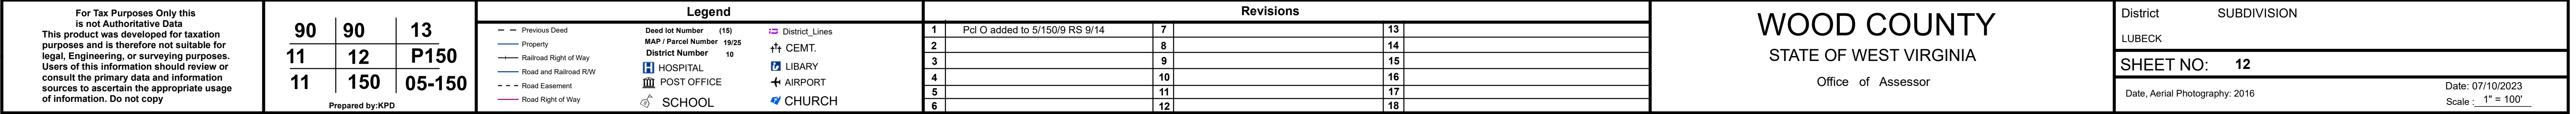 For Tax Purposes Only this
is not Authoritative Data
This product was developed for taxation
purposes and is therefore not suitable for
legal, Engineering, or surveying purposes.
Users of this information should review or
consult the primary data and information
sources to ascertain the appropriate usage
of information. Do not copy
90 90 13
11 12 P150
11 150 05-150
Prepared by:KPD
Legend
Previous Deed
Property
Railroad Right of Way
Road and Railroad R/W
Road Easement
Road Right of Way
Deed lot Number (15)
MAP / Parcel Number 19/25
District Number 10
HOSPITAL
POST OFFICE
SCHOOL
District_Lines
CEMT.
LIBARY
AIRPORT
CHURCH
Revisions
1 Pcl O added to 5/150/9 RS 9/14 7 13
2 8 14
3 9 15
4 10 16
5 11 17
6 12 18
WOOD COUNTY
STATE OF WEST VIRGINIA
Office of Assessor
District SUBDIVISION
LUBECK
SHEET NO: 12
Date, Aerial Photography: 2016
Date: 07/10/2023
Scale : 1" = 100'